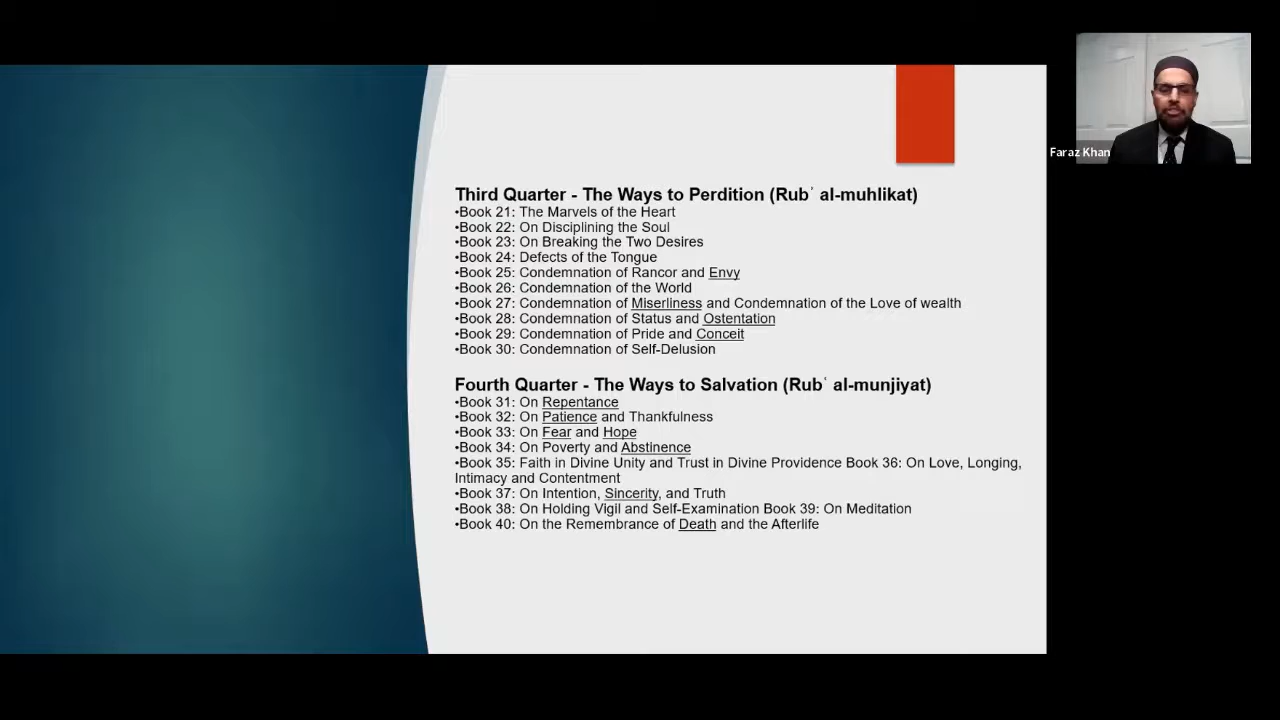 Third Quarter - The Ways to Perdition (Rubʿ al-muhlikat)
•Book 21: The Marvels of the Heart
•Book 22: On Disciplining the Soul
•Book 23: On Breaking the Two Desires
•Book 24: Defects of the Tongue
•Book 25: Condemnation of Rancor and Envy
•Book 26: Condemnation of the World
•Book 27: Condemnation of Miserliness and Condemnation of the Love of wealth
•Book 28: Condemnation of Status and Ostentation
•Book 29: Condemnation of Pride and Conceit
•Book 30: Condemnation of Self-Delusion
Fourth Quarter - The Ways to Salvation (Rubʿ al-munjiyat)
•Book 31: On Repentance
•Book 32: On Patience and Thankfulness
•Book 33: On Fear and Hope
•Book 34: On Poverty and Abstinence
•Book 35: Faith in Divine Unity and Trust in Divine Providence Book 36: On Love, Longing,
Intimacy and Contentment
•Book 37: On Intention, Sincerity, and Truth
•Book 38: On Holding Vigil and Self-Examination Book 39: On Meditation
•Book 40: On the Remembrance of Death and the Afterlife
Faraz Khan